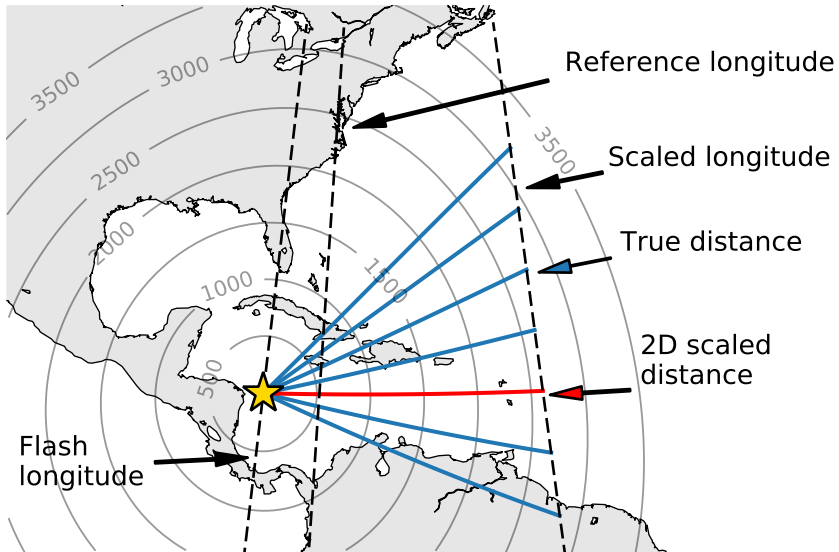 3500
3000
Reference longitude
2500
3500
Scaled longitude
2000
True distance
1000
1500
2D scaled
distance
500
Flash
longitude